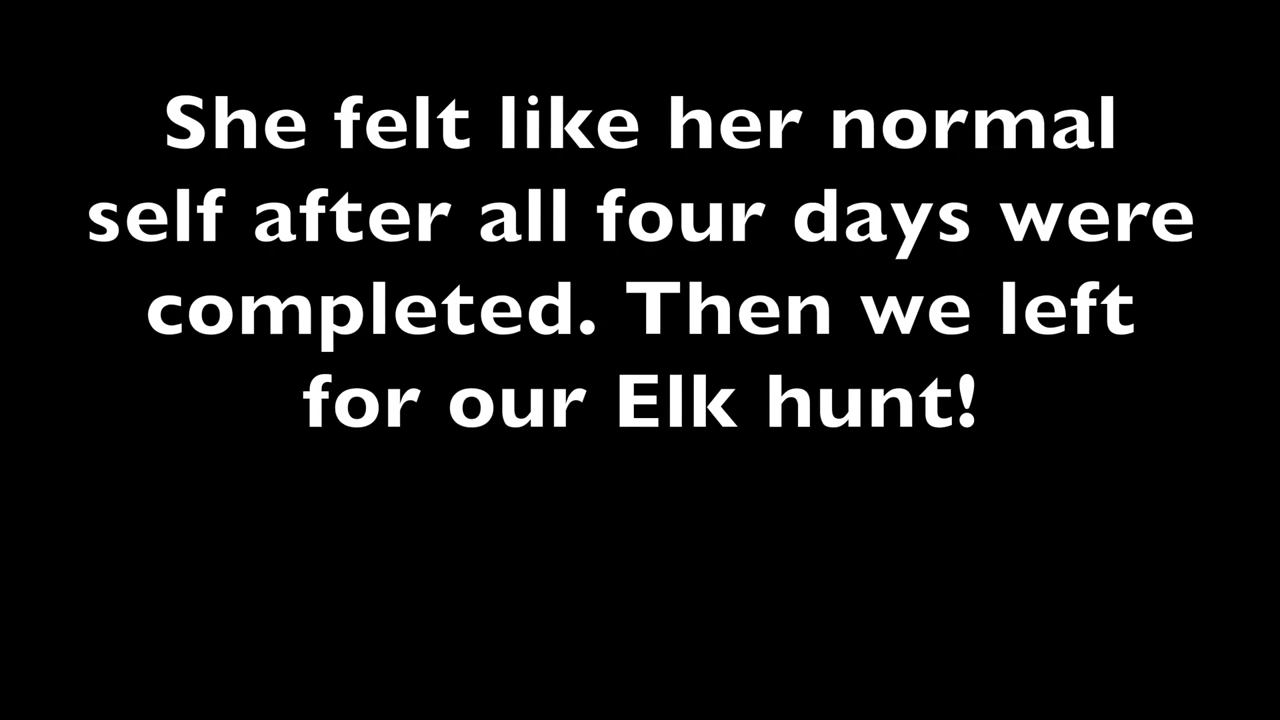 She felt like her normal
self after all four days were
completed. Then we left
for our Elk hunt!